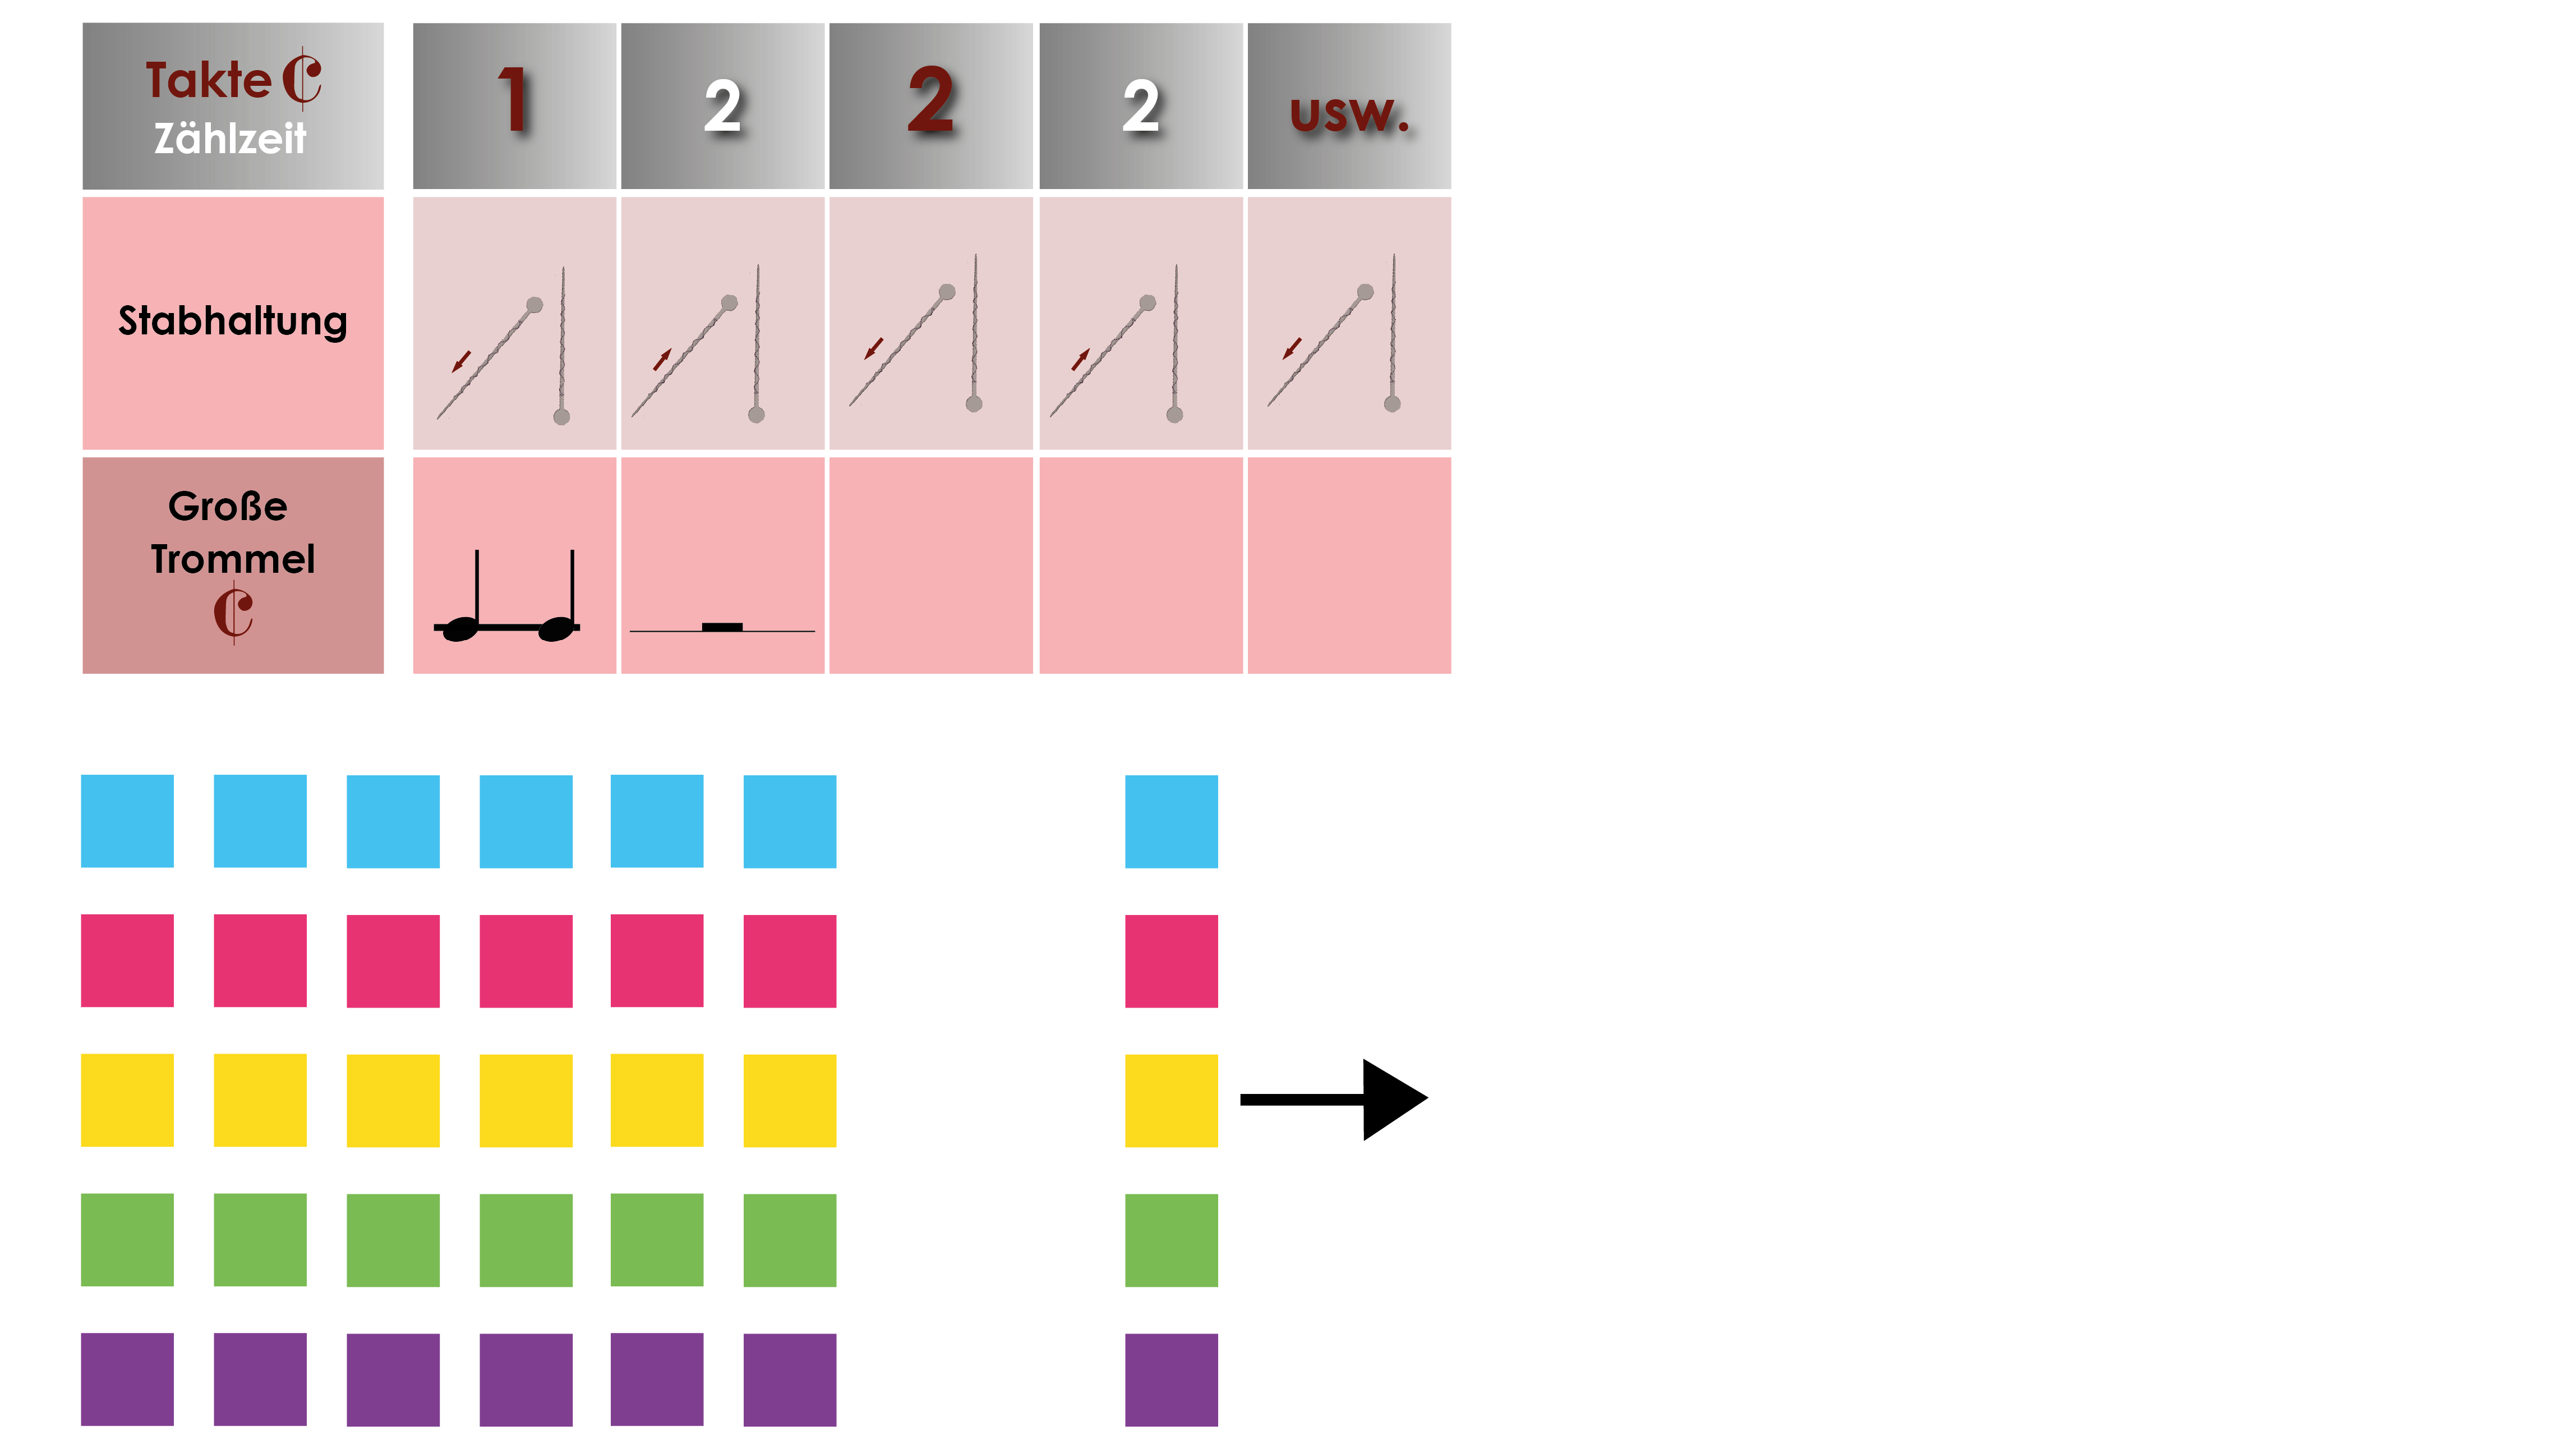 Takte 𝄵
Zählzeit
1
2
2
2
usw.
Stabhaltung
Große
Trommel
𝄵